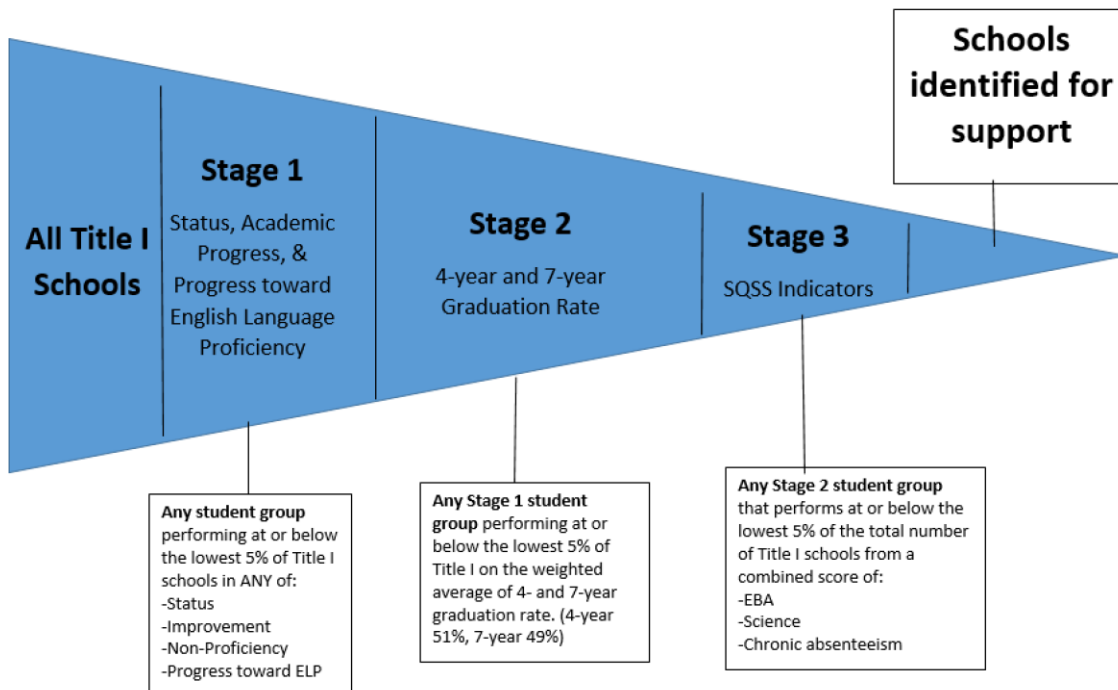 All Title I
Schools
Stage 1
Status, Academic
Progress, &
Progress toward
English Language
Proficiency
Stage 2
4-year and 7-year
Graduation Rate
Stage 3
SQSS Indicators
Schools
identified for
support
Any student group
performing at or below
the lowest 5% of Title I
schools in ANY of:
-Status
-Improvement
-Non-Proficiency
-Progress toward ELP
Any Stage 1 student
group performing at or
below the lowest 5% of
Title I on the weighted
average of 4- and 7-year
graduation rate. (4-year
51%, 7-year 49%)
Any Stage 2 student group
that performs at or below the
lowest 5% of the total number
of Title I schools from a
combined score of:
-EBA
-Science
-Chronic absenteeism